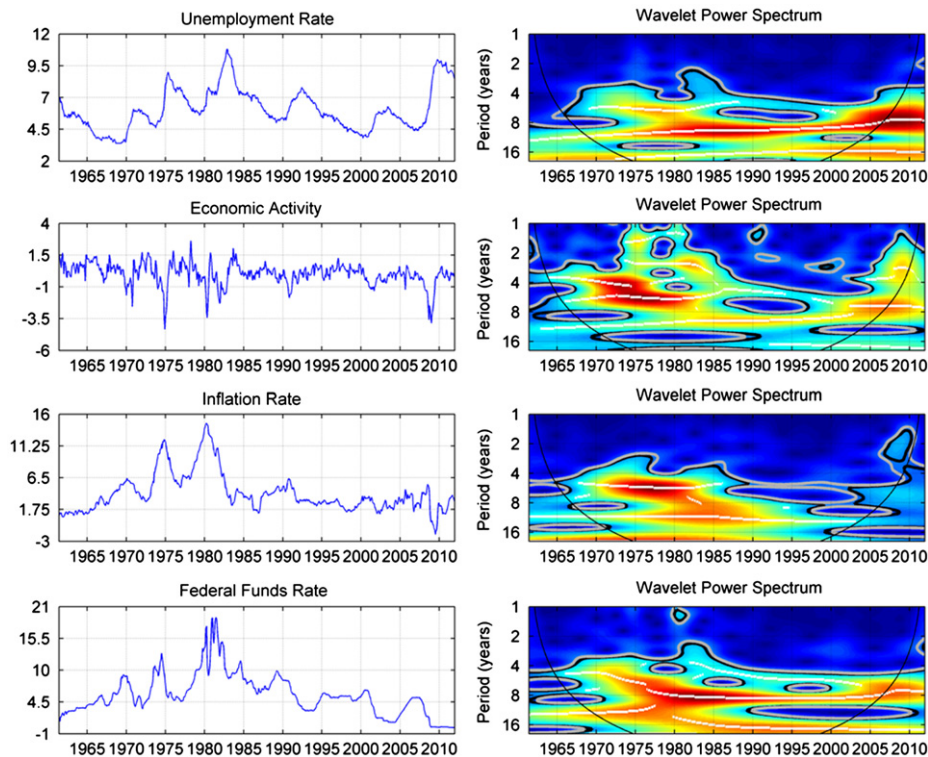 Unemployment Rate
12
9.5
7
4.5
2
1965 1970 1975 1980 1985 1990 1995 2000 2005 2010
Wavelet Power Spectrum
Period (years)
1
2
4
8
16
1965 1970 1975 1980 1985 1990 1995 2000 2005 2010
Economic Activity
4
1.5
-1
-3.5
-6
1965 1970 1975 1980 1985 1990 1995 2000 2005 2010
Wavelet Power Spectrum
Period (years)
1
2
4
8
16
1965 1970 1975 1980 1985 1990 1995 2000 2005 2010
Inflation Rate
16
11.25
6.5
1.75
-3
1965 1970 1975 1980 1985 1990 1995 2000 2005 2010
Wavelet Power Spectrum
Period (years)
1
2
4
8
16
1965 1970 1975 1980 1985 1990 1995 2000 2005 2010
Federal Funds Rate
21
15.5
10
4.5
-1
1965 1970 1975 1980 1985 1990 1995 2000 2005 2010
Wavelet Power Spectrum
Period (years)
1
2
4
8
16
1965 1970 1975 1980 1985 1990 1995 2000 2005 2010